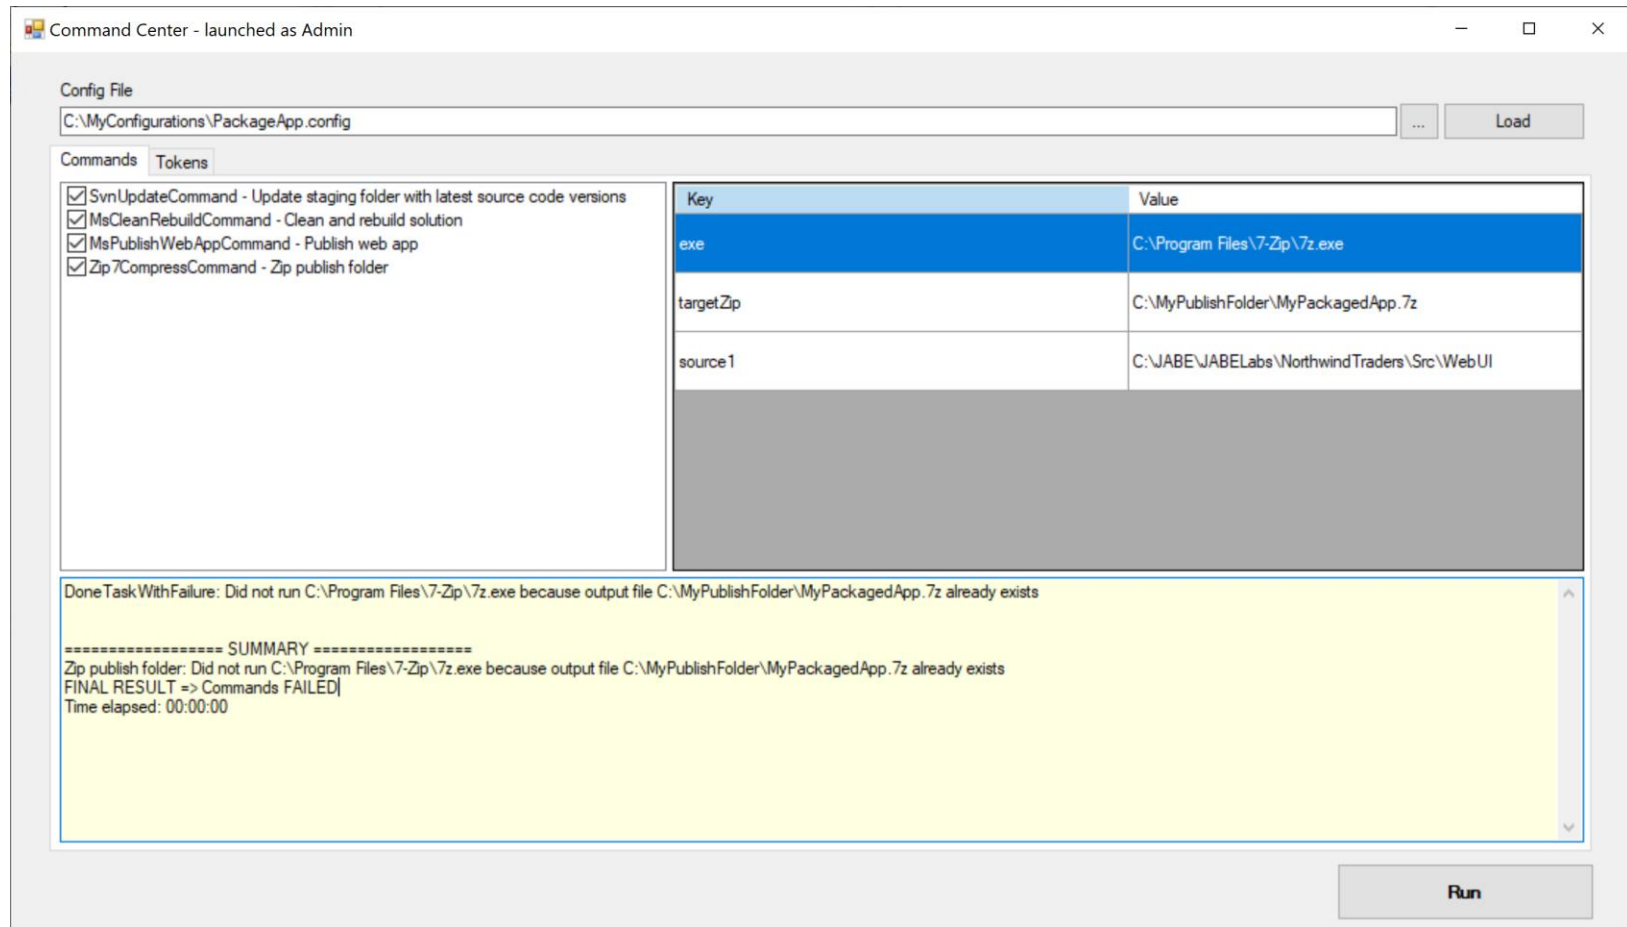 Command Center - launched as Admin
Config File
C:\MyConfigurations\PackageApp.config
...
Load
Commands
Tokens
SvnUpdateCommand - Update staging folder with latest source code versions
MsCleanRebuildCommand - Clean and rebuild solution
MsPublishWebAppCommand - Publish web app
Zip7CompressCommand - Zip publish folder
Key Value
exe C:\Program Files\7-Zip\7z.exe
targetZip C:\MyPublishFolder\MyPackagedApp.7z
source1 C:\JABE\JABELabs\NorthwindTraders\Src\WebUI
DoneTaskWithFailure: Did not run C:\Program Files\7-Zip\7z.exe because output file C:\MyPublishFolder\MyPackagedApp.7z already exists
================== SUMMARY ==================
Zip publish folder: Did not run C:\Program Files\7-Zip\7z.exe because output file C:\MyPublishFolder\MyPackagedApp.7z already exists
FINAL RESULT => Commands FAILED
Time elapsed: 00:00:00
Run